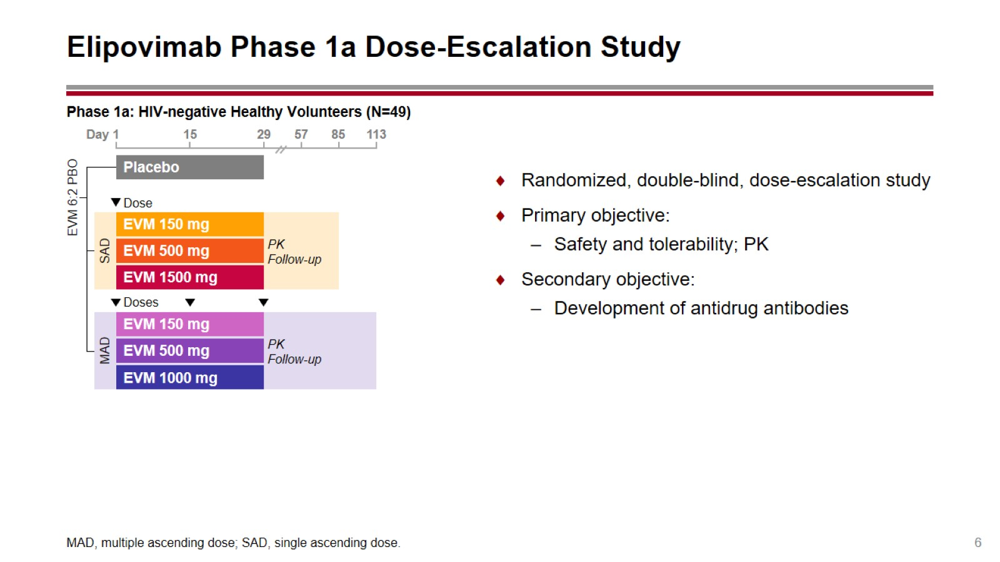 Elipovimab Phase 1a Dose-Escalation Study
Phase 1a: HIV-negative Healthy Volunteers (N=49)
Day 1 15 29 57 85 113
EVM 6:2 PBO
Placebo
Dose
SAD
EVM 150 mg
EVM 500 mg
EVM 1500 mg
PK
Follow-up
Doses
MAD
EVM 150 mg
EVM 500 mg
EVM 1000 mg
PK
Follow-up
♦ Randomized, double-blind, dose-escalation study
♦ Primary objective:
– Safety and tolerability; PK
♦ Secondary objective:
– Development of antidrug antibodies
MAD, multiple ascending dose; SAD, single ascending dose.
6